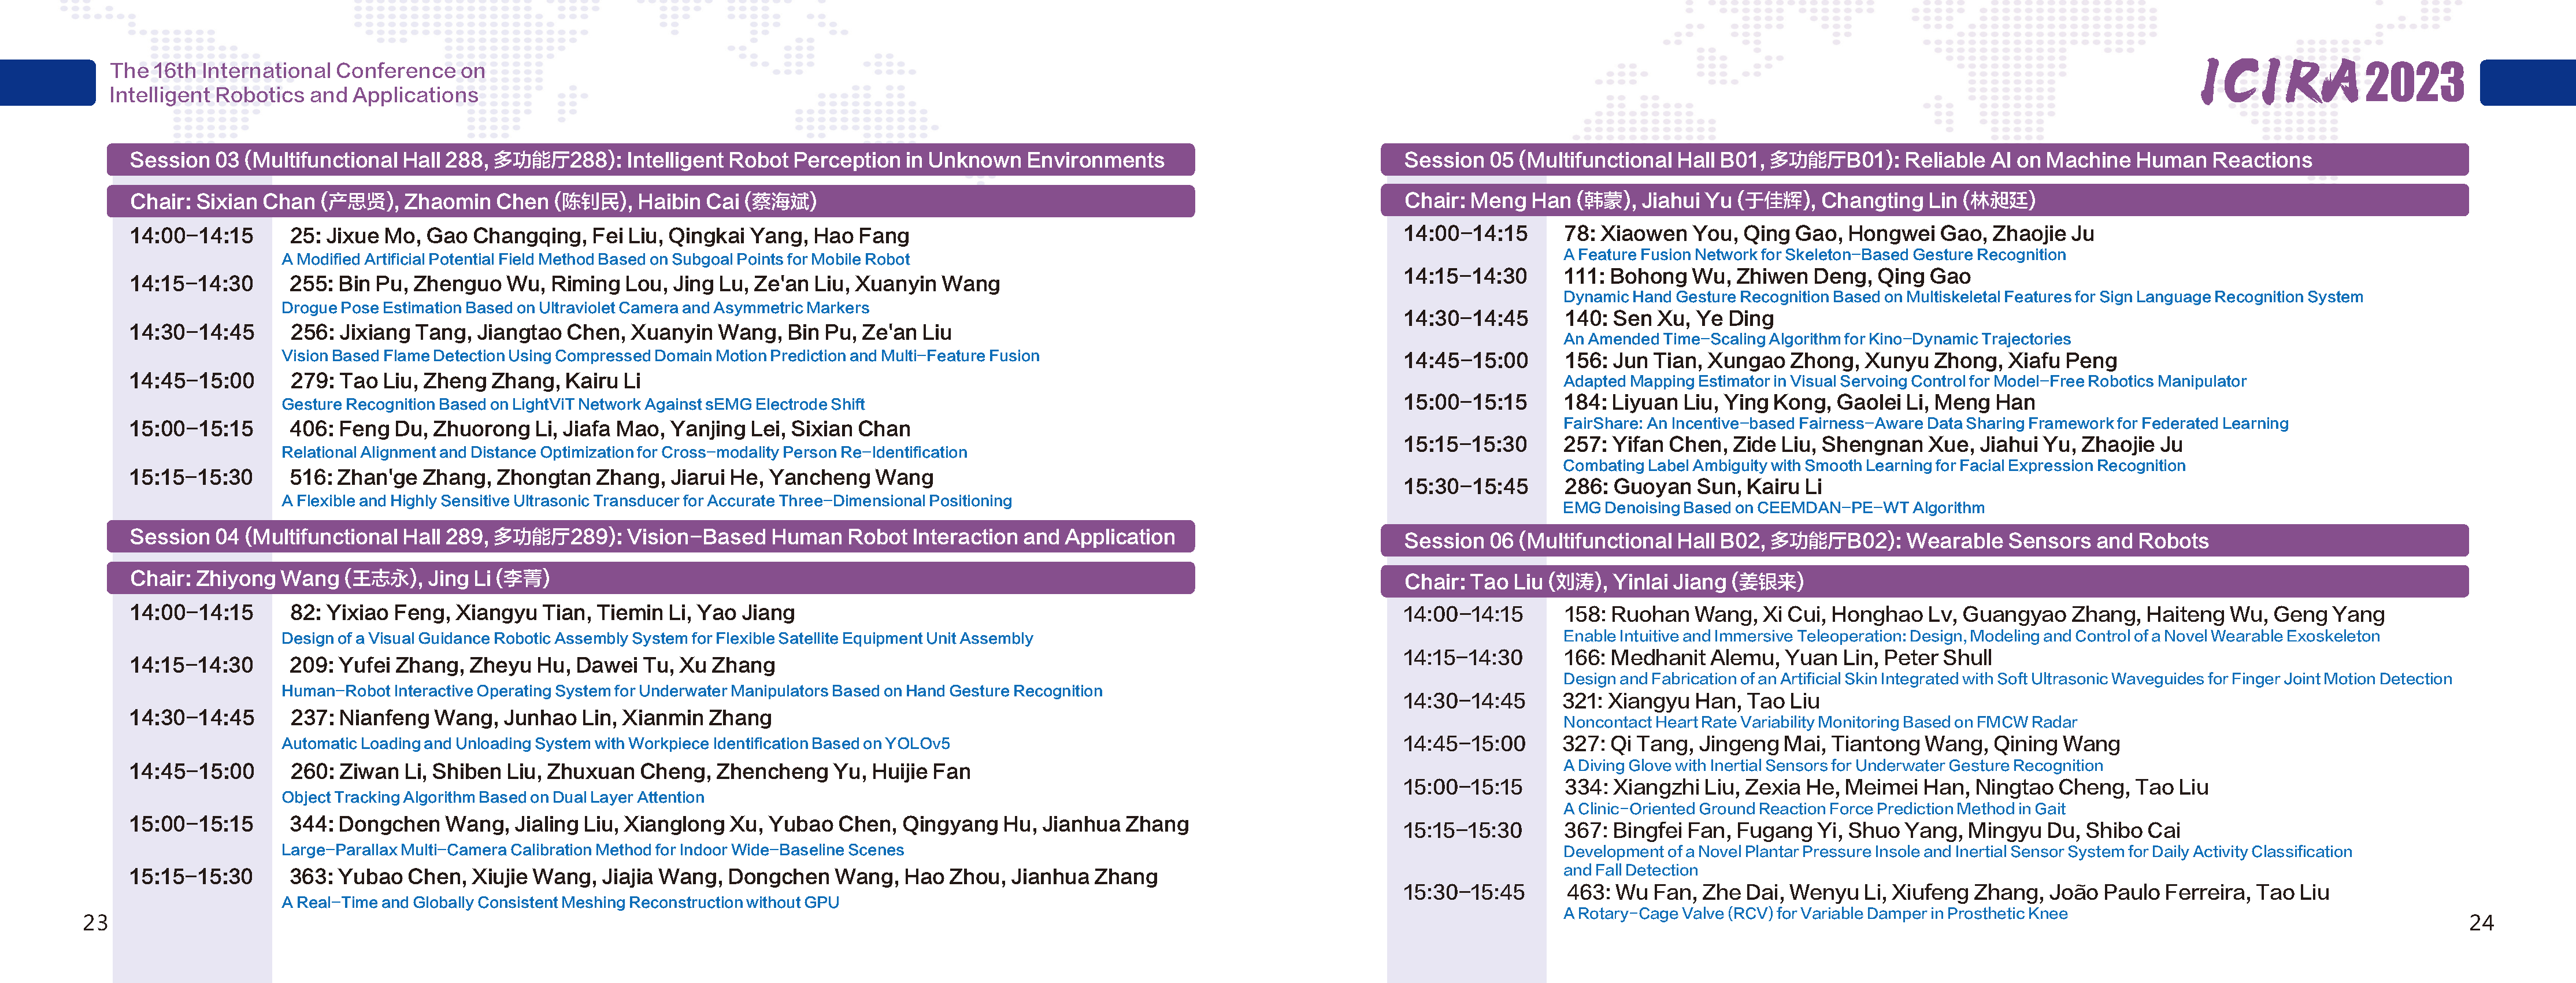 The 16th International Conference on
Intelligent Robotics and Applications
Session 03 (Multifunctional Hall 288, 多功能厅288): Intelligent Robot Perception in Unknown Environments
Chair: Sixian Chan (产思贤), Zhaomin Chen (陈钊民), Haibin Cai (蔡海斌)
14:00-14:15 25: Jixue Mo, Gao Changqing, Fei Liu, Qingkai Yang, Hao Fang
A Modified Artificial Potential Field Method Based on Subgoal Points for Mobile Robot
14:15-14:30 255: Bin Pu, Zhenguo Wu, Riming Lou, Jing Lu, Ze'an Liu, Xuanyin Wang
Drogue Pose Estimation Based on Ultraviolet Camera and Asymmetric Markers
14:30-14:45 256: Jixiang Tang, Jiangtao Chen, Xuanyin Wang, Bin Pu, Ze'an Liu
Vision Based Flame Detection Using Compressed Domain Motion Prediction and Multi-Feature Fusion
14:45-15:00 279: Tao Liu, Zheng Zhang, Kairu Li
Gesture Recognition Based on LightViT Network Against sEMG Electrode Shift
15:00-15:15 406: Feng Du, Zhuorong Li, Jiafa Mao, Yanjing Lei, Sixian Chan
Relational Alignment and Distance Optimization for Cross-modality Person Re-Identification
15:15-15:30 516: Zhan'ge Zhang, Zhongtan Zhang, Jiarui He, Yancheng Wang
A Flexible and Highly Sensitive Ultrasonic Transducer for Accurate Three-Dimensional Positioning
Session 04 (Multifunctional Hall 289, 多功能厅289): Vision-Based Human Robot Interaction and Application
Chair: Zhiyong Wang (王志永), Jing Li (李菁)
14:00-14:15 82: Yixiao Feng, Xiangyu Tian, Tiemin Li, Yao Jiang
Design of a Visual Guidance Robotic Assembly System for Flexible Satellite Equipment Unit Assembly
14:15-14:30 209: Yufei Zhang, Zheyu Hu, Dawei Tu, Xu Zhang
Human-Robot Interactive Operating System for Underwater Manipulators Based on Hand Gesture Recognition
14:30-14:45 237: Nianfeng Wang, Junhao Lin, Xianmin Zhang
Automatic Loading and Unloading System with Workpiece Identification Based on YOLOv5
14:45-15:00 260: Ziwan Li, Shiben Liu, Zhuxuan Cheng, Zhencheng Yu, Huijie Fan
Object Tracking Algorithm Based on Dual Layer Attention
15:00-15:15 344: Dongchen Wang, Jialing Liu, Xianglong Xu, Yubao Chen, Qingyang Hu, Jianhua Zhang
Large-Parallax Multi-Camera Calibration Method for Indoor Wide-Baseline Scenes
15:15-15:30 363: Yubao Chen, Xiujie Wang, Jiajia Wang, Dongchen Wang, Hao Zhou, Jianhua Zhang
A Real-Time and Globally Consistent Meshing Reconstruction without GPU
23
ICIRA2023
Session 05 (Multifunctional Hall B01, 多功能厅B01): Reliable AI on Machine Human Reactions
Chair: Meng Han (韩蒙), Jiahui Yu (于佳辉), Changting Lin (林昶廷)
14:00-14:15 78: Xiaowen You, Qing Gao, Hongwei Gao, Zhaojie Ju
A Feature Fusion Network for Skeleton-Based Gesture Recognition
14:15-14:30 111: Bohong Wu, Zhiwen Deng, Qing Gao
Dynamic Hand Gesture Recognition Based on Multiskeletal Features for Sign Language Recognition System
14:30-14:45 140: Sen Xu, Ye Ding
An Amended Time-Scaling Algorithm for Kino-Dynamic Trajectories
14:45-15:00 156: Jun Tian, Xungao Zhong, Xunyu Zhong, Xiafu Peng
Adapted Mapping Estimator in Visual Servoing Control for Model-Free Robotics Manipulator
15:00-15:15 184: Liyuan Liu, Ying Kong, Gaolei Li, Meng Han
FairShare: An Incentive-based Fairness-Aware Data Sharing Framework for Federated Learning
15:15-15:30 257: Yifan Chen, Zide Liu, Shengnan Xue, Jiahui Yu, Zhaojie Ju
Combating Label Ambiguity with Smooth Learning for Facial Expression Recognition
15:30-15:45 286: Guoyan Sun, Kairu Li
EMG Denoising Based on CEEMDAN-PE-WT Algorithm
Session 06 (Multifunctional Hall B02, 多功能厅B02): Wearable Sensors and Robots
Chair: Tao Liu (刘涛), Yinlai Jiang (姜银来)
14:00-14:15 158: Ruohan Wang, Xi Cui, Honghao Lv, Guangyao Zhang, Haiteng Wu, Geng Yang
Enable Intuitive and Immersive Teleoperation: Design, Modeling and Control of a Novel Wearable Exoskeleton
14:15-14:30 166: Medhanit Alemu, Yuan Lin, Peter Shull
Design and Fabrication of an Artificial Skin Integrated with Soft Ultrasonic Waveguides for Finger Joint Motion Detection
14:30-14:45 321: Xiangyu Han, Tao Liu
Noncontact Heart Rate Variability Monitoring Based on FMCW Radar
14:45-15:00 327: Qi Tang, Jingeng Mai, Tiantong Wang, Qining Wang
A Diving Glove with Inertial Sensors for Underwater Gesture Recognition
15:00-15:15 334: Xiangzhi Liu, Zexia He, Meimei Han, Ningtao Cheng, Tao Liu
A Clinic-Oriented Ground Reaction Force Prediction Method in Gait
15:15-15:30 367: Bingfei Fan, Fugang Yi, Shuo Yang, Mingyu Du, Shibo Cai
Development of a Novel Plantar Pressure Insole and Inertial Sensor System for Daily Activity Classification
and Fall Detection
15:30-15:45 463: Wu Fan, Zhe Dai, Wenyu Li, Xiufeng Zhang, João Paulo Ferreira, Tao Liu
A Rotary-Cage Valve (RCV) for Variable Damper in Prosthetic Knee
24